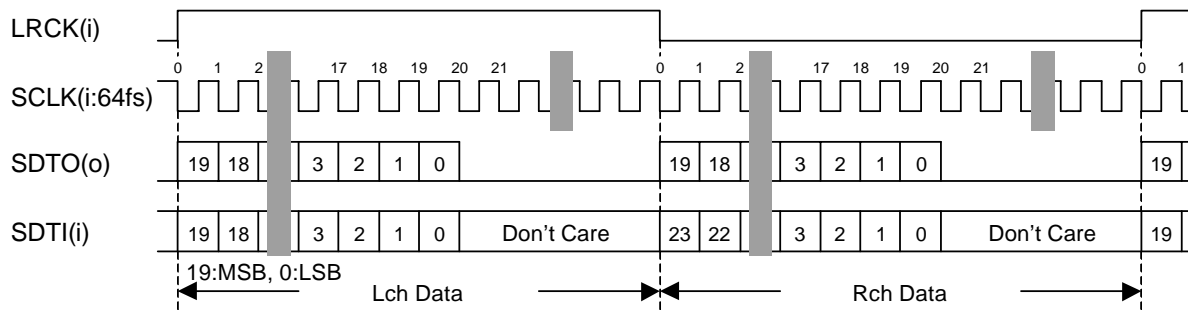 LRCK(i)
0 1 2 17 18 19 20 21 0 1 2 17 18 19 20 21 0 1
SCLK(i:64fs)
SDTO(o) 19 18 3 2 1 0 19 18 3 2 1 0 19
SDTI(i) 19 18 3 2 1 0 Don't Care 23 22 3 2 1 0 Don't Care 19
19:MSB, 0:LSB
Lch Data Rch Data